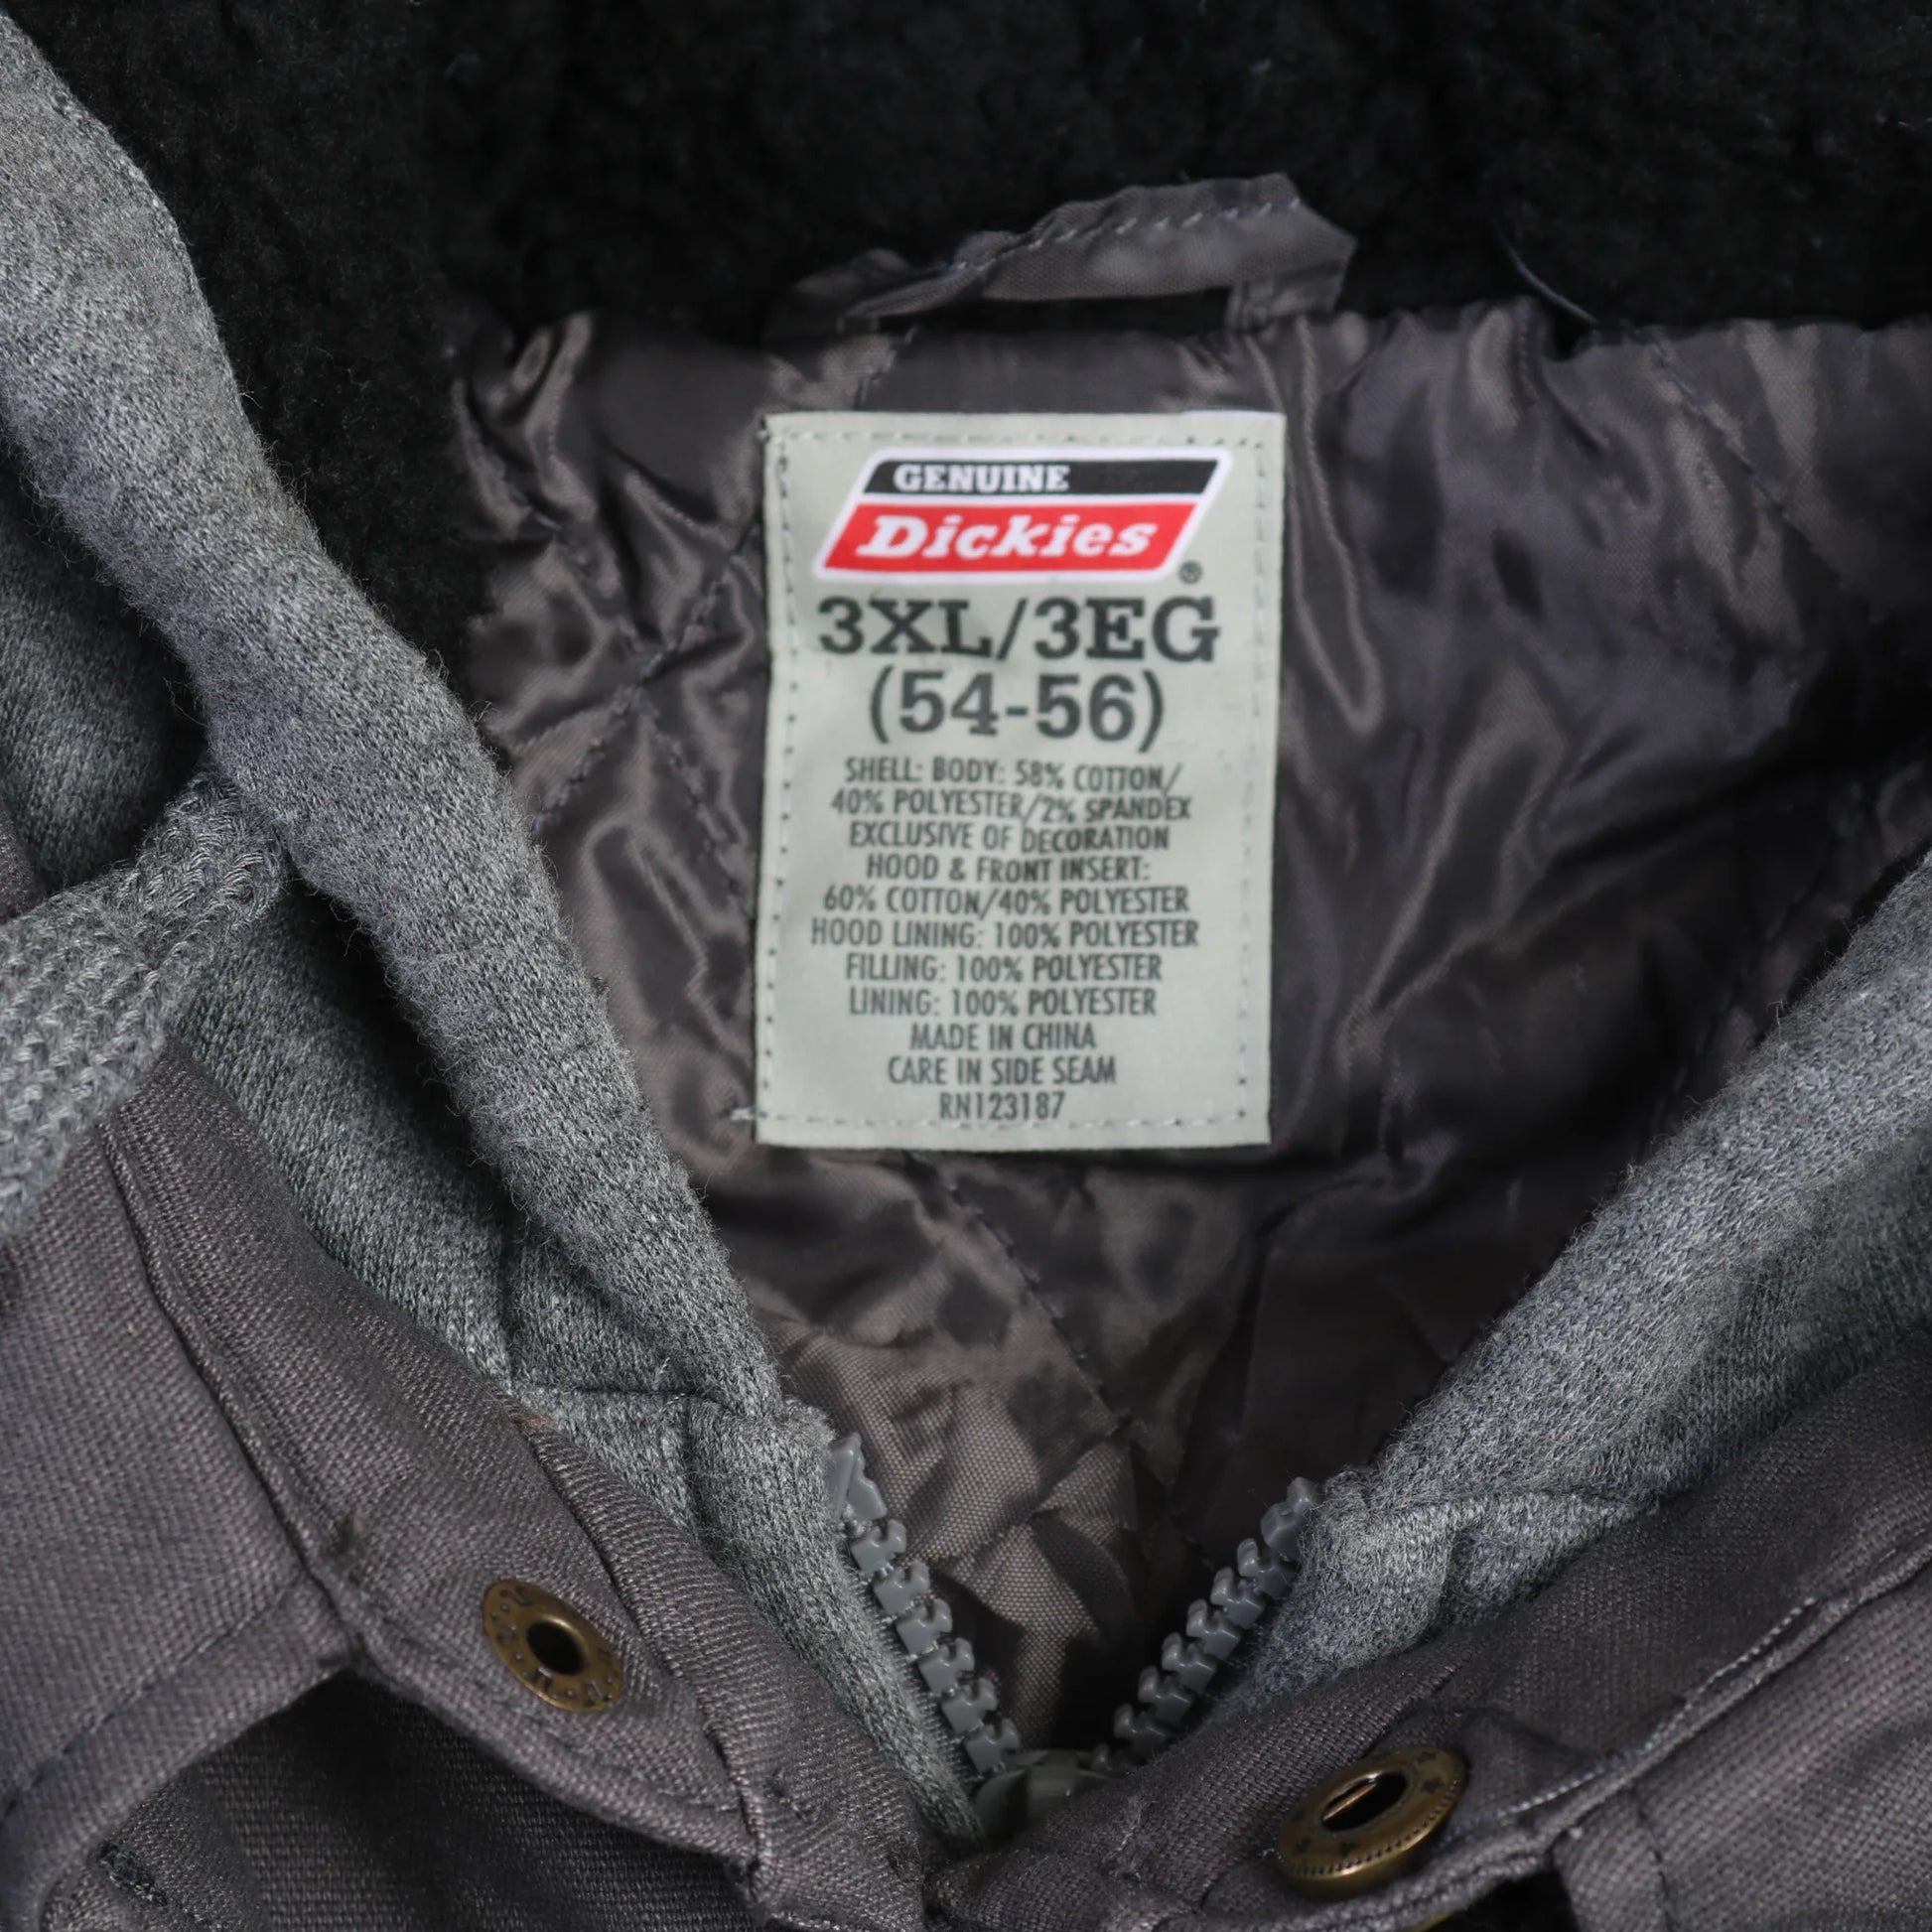 GENUINE
Dickies
®
3XL/3EG
(54-56)
SHELL: BODY: 58% COTTON/
40% POLYESTER/2% SPANDEX
EXCLUSIVE OF DECORATION
HOOD & FRONT INSERT:
60% COTTON/40% POLYESTER
HOOD LINING: 100% POLYESTER
FILLING: 100% POLYESTER
LINING: 100% POLYESTER
MADE IN CHINA
CARE IN SIDE SEAM
RN123187